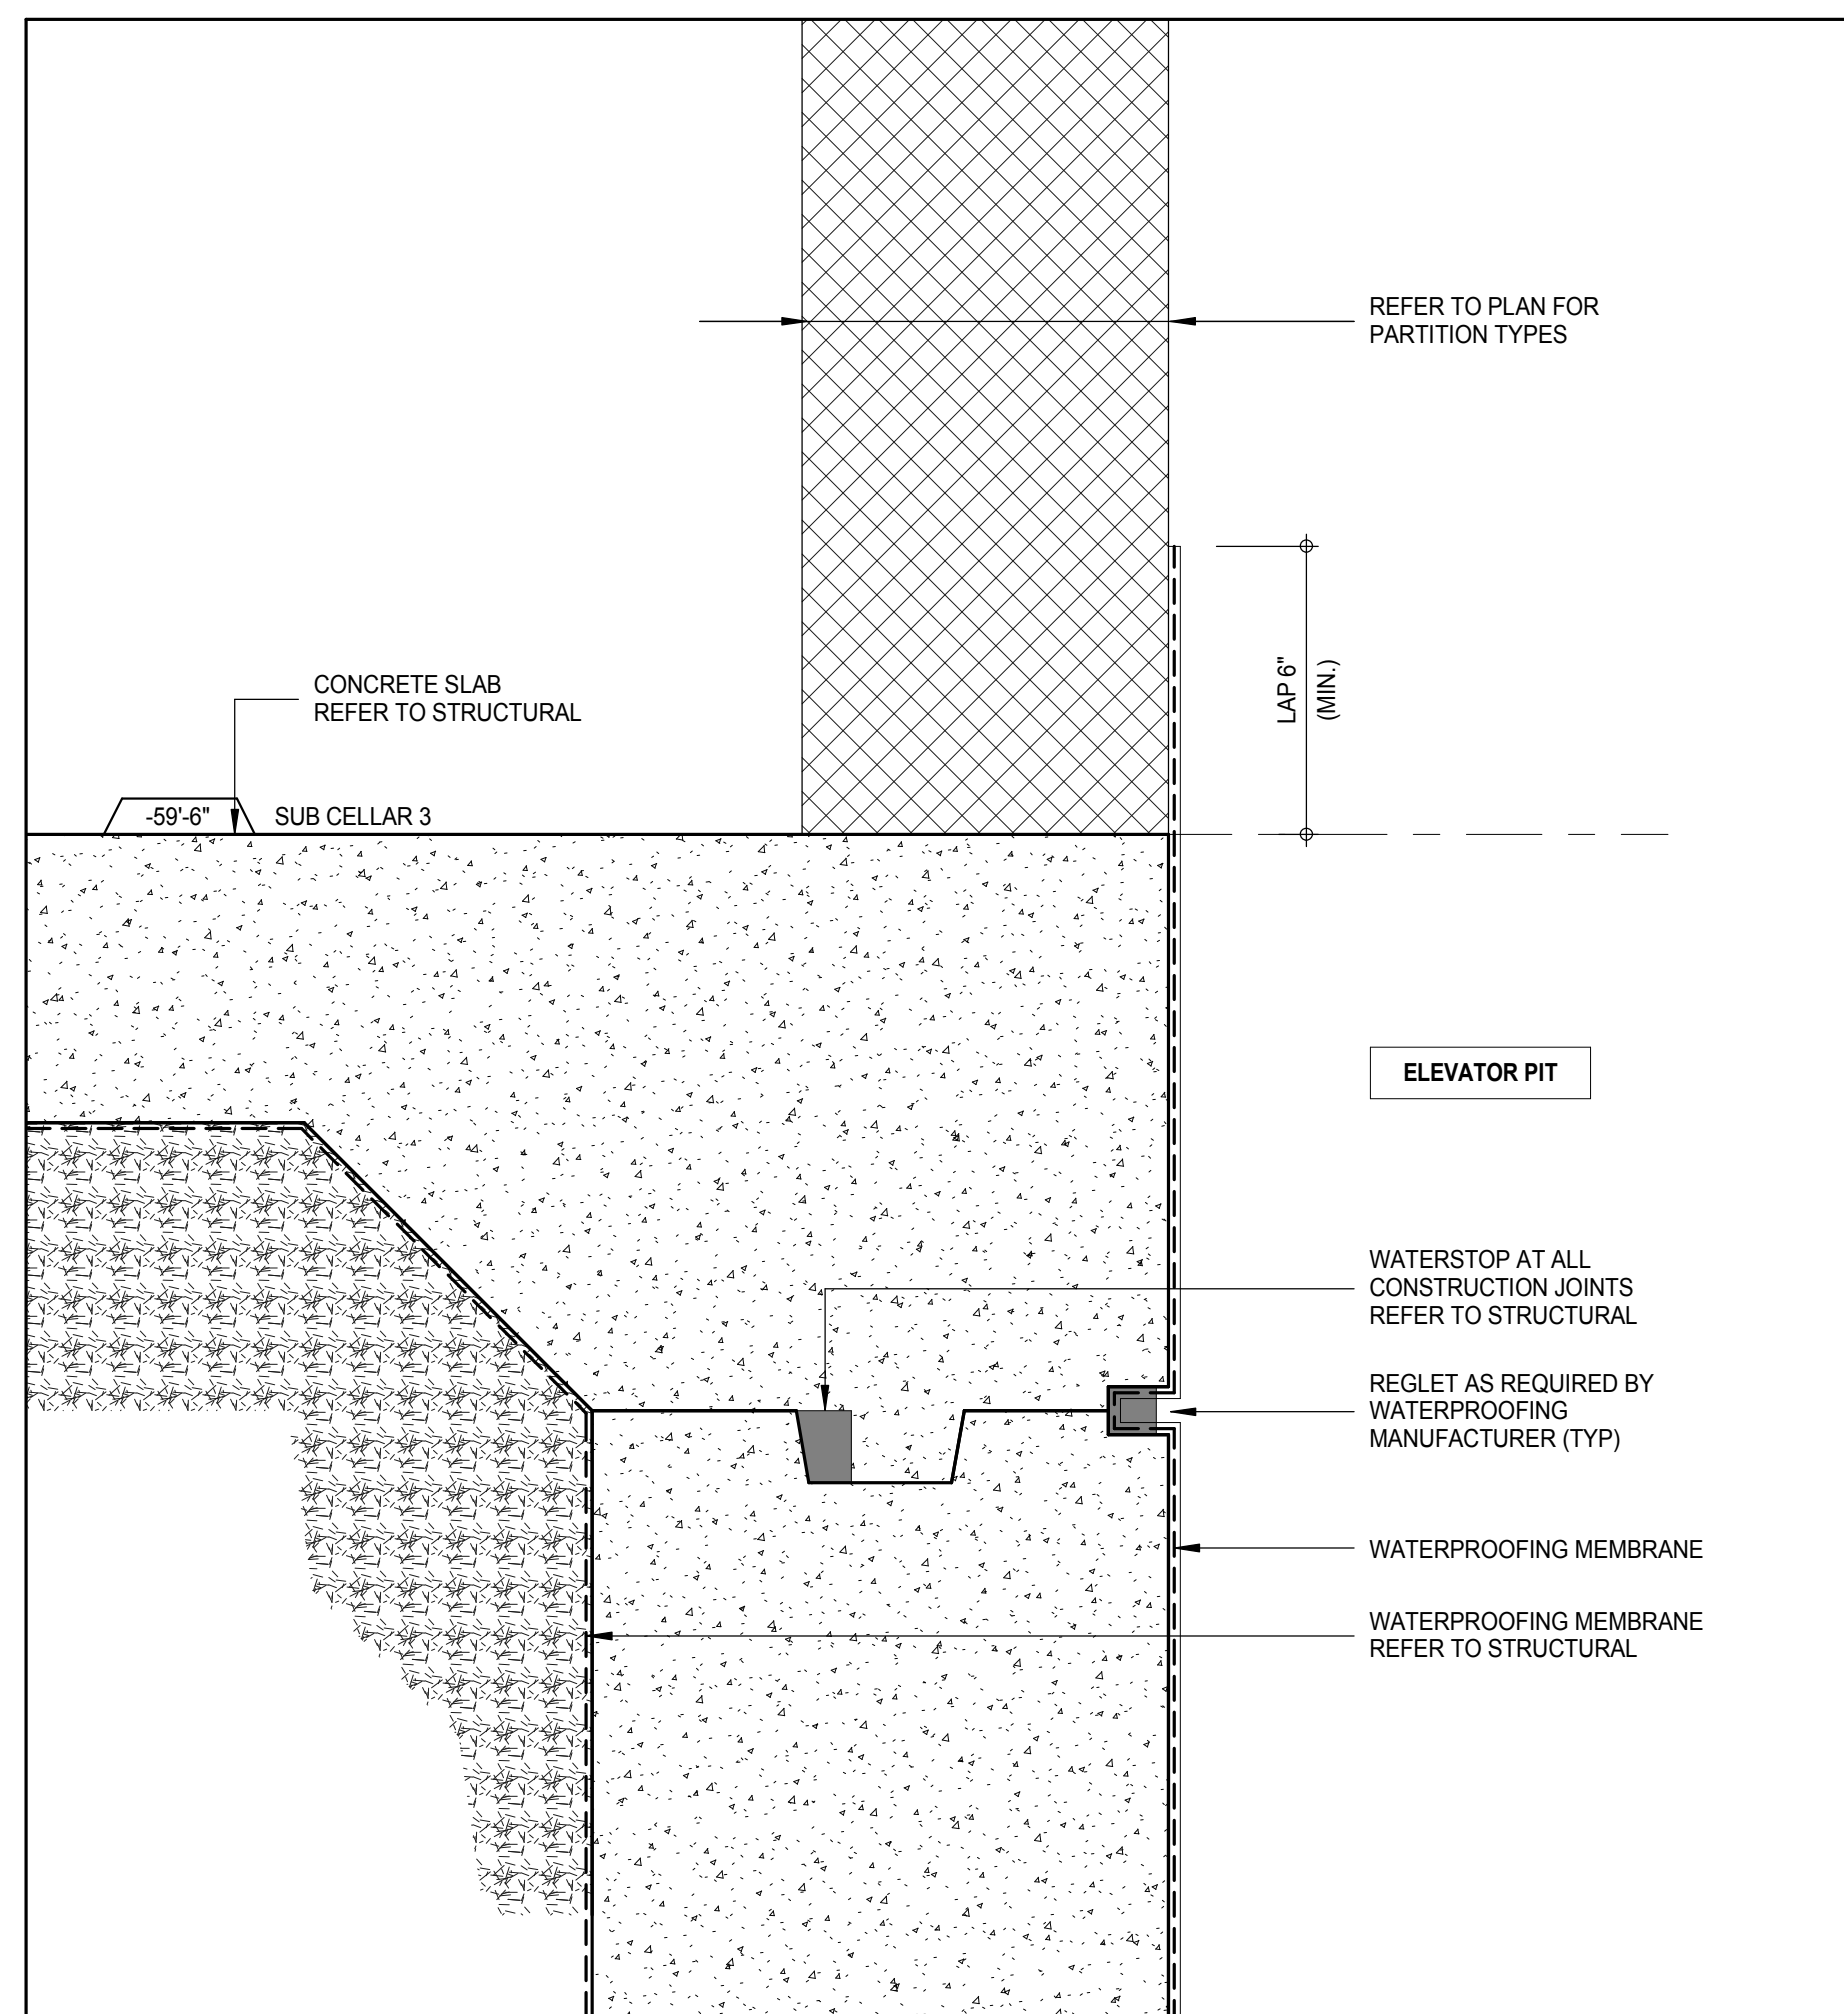 REFER TO PLAN FOR
PARTITION TYPES
LAP 6"
(MIN.)
CONCRETE SLAB
REFER TO STRUCTURAL
-59'-6"
SUB CELLAR 3
ELEVATOR PIT
WATERSTOP AT ALL
CONSTRUCTION JOINTS
REFER TO STRUCTURAL
REGLET AS REQUIRED BY
WATERPROOFING
MANUFACTURER (TYP)
WATERPROOFING MEMBRANE
WATERPROOFING MEMBRANE
REFER TO STRUCTURAL